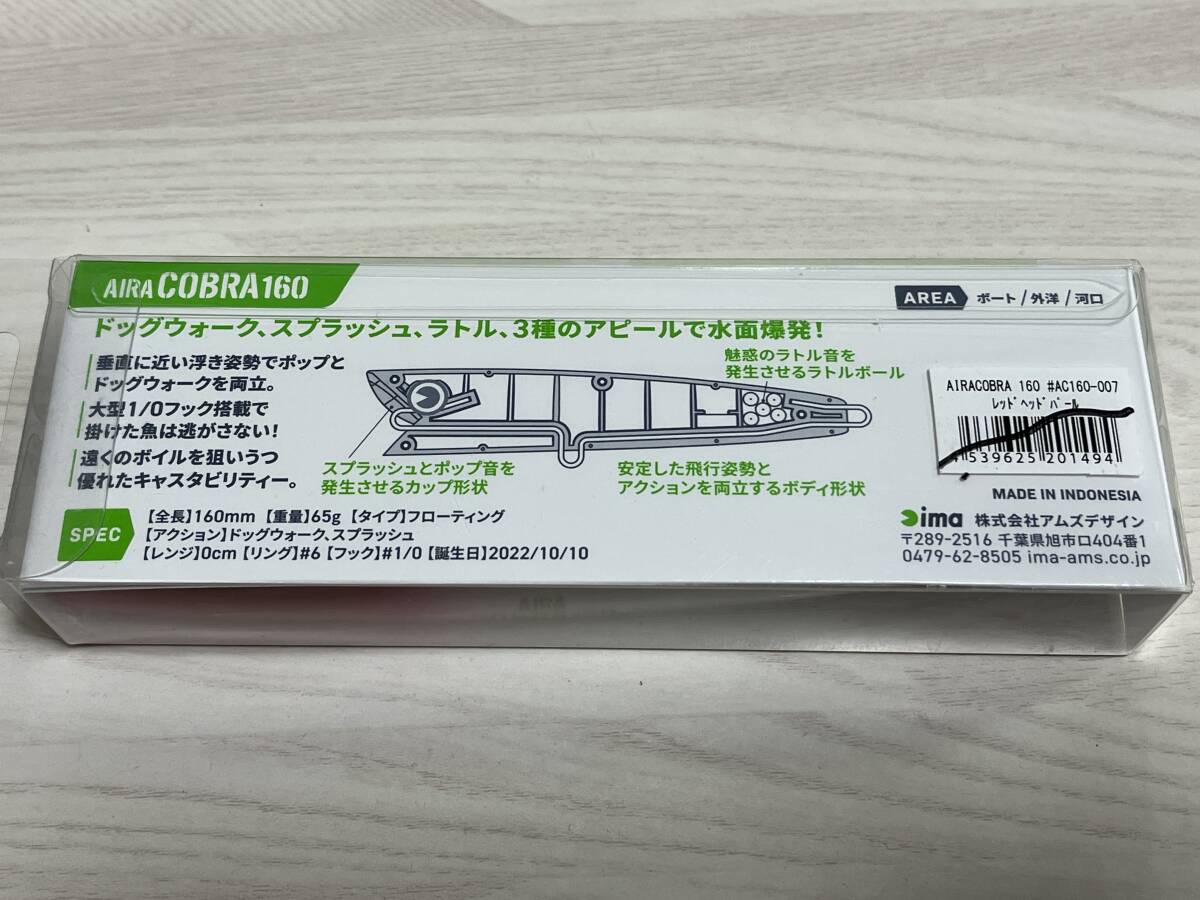 AIRA COBRA160
AREA ボート/外洋/河口
ドッグウォーク、スプラッシュ、ラトル、3種のアピールで水面爆発!
垂直に近い浮き姿勢でポップと
ドッグウォークを両立。
大型1/0フック搭載で
掛けた魚は逃がさない!
遠くのボイルを狙いうつ
優れたキャスタビリティー。
魅惑のラトル音を
発生させるラトルボール
スプラッシュとポップ音を
発生させるカップ形状
安定した飛行姿勢と
アクションを両立するボディ形状
AIRACOBRA 160 #AC160-007
レッドヘッドパール
4539625 201494
MADE IN INDONESIA
SPEC
【全長】160mm 【重量】65g 【タイプ】フローティング
【アクション】ドッグウォーク、スプラッシュ
【レンジ】0cm 【リング】#6 【フック】#1/0 【誕生日】2022/10/10
ima 株式会社アムズデザイン
〒289-2516 千葉県旭市ロ404番1
0479-62-8505 ima-ams.co.jp